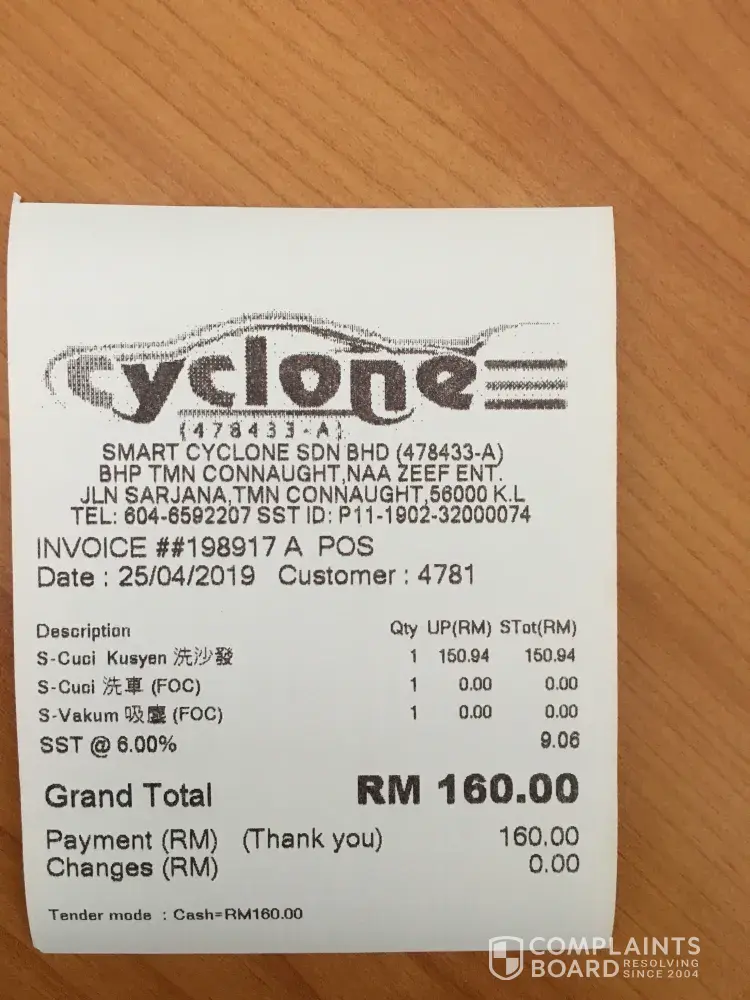 Cyclone
(478433-A)
SMART CYCLONE SDN BHD (478433-A)
BHP TMN CONNAUGHT,NAA ZEEF ENT.
JLN SARJANA,TMN CONNAUGHT,56000 K.L
TEL: 604-6592207 SST ID: P11-1902-32000074
INVOICE ##198917 A POS
Date : 25/04/2019 Customer : 4781
Description Qty UP(RM) STot(RM)
S-Cuci Kusyen 洗沙發 1 150.94 150.94
S-Cuci 洗車 (FOC) 1 0.00 0.00
S-Vakum 吸塵 (FOC) 1 0.00 0.00
SST @ 6.00% 9.06
Grand Total RM 160.00
Payment (RM) (Thank you) 160.00
Changes (RM) 0.00
Tender mode : Cash=RM160.00
COMPLAINTS
BOARD RESOLVING
SINCE 2004